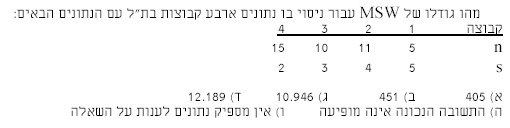 מהו גודלו של MSW עבור ניסוי בו נתונים ארבע קבוצות בת"ל עם הנתונים הבאים:
קבוצה 1 2 3 4
n 5 11 10 15
s 5 4 3 2
א) 405 ב) 451 ג) 10.946 ד) 12.189
ה) התשובה הנכונה אינה מופיעה ו) אין מספיק נתונים לענות על השאלה